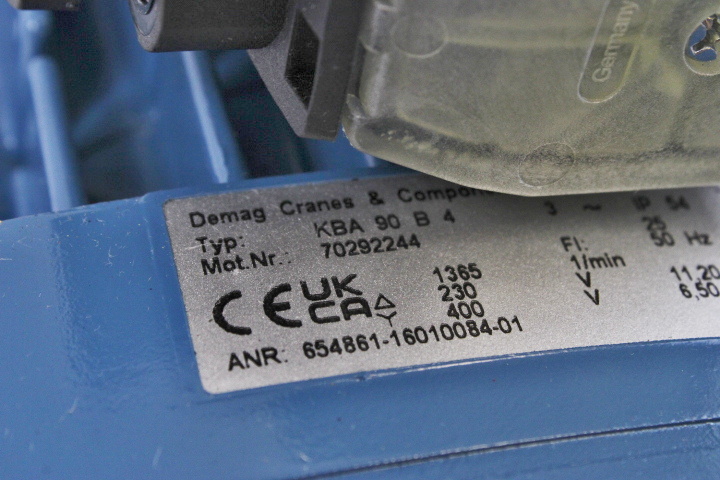 Germany
Demag Cranes & Compon
Typ: KBA 90 B 4 3 ~ IP 54
Mot.Nr.: 70292244 FI: 25
50 Hz
1365 1/min
CE UK CA 230 V 11,20
400 V 6,50
ANR: 654861-16010084-01